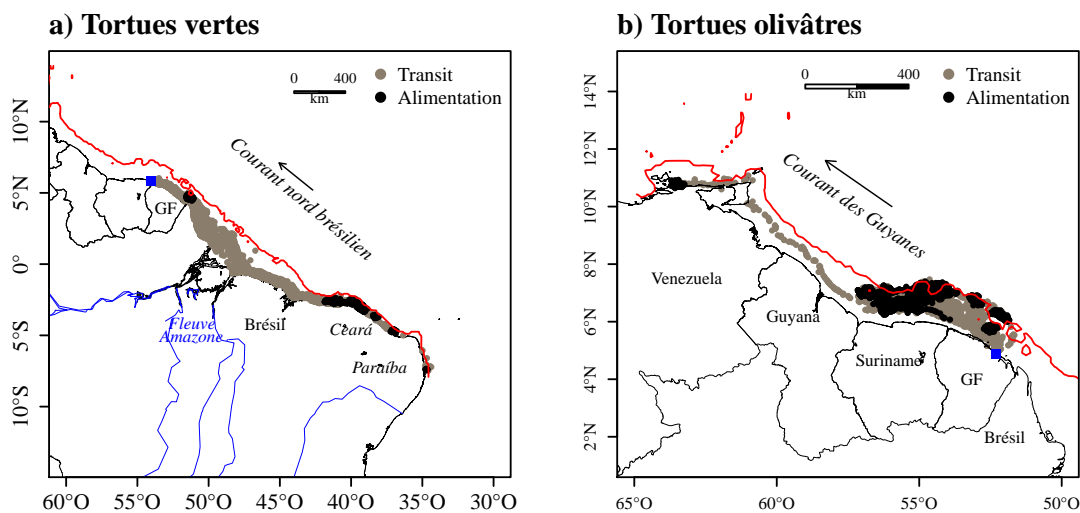 a) Tortues vertes
0 400
km
Transit
Alimentation
Courant nord brésilien
GF
Fleuve
Amazone
Brésil
Ceará
Paraíba
10°N
5°N
0°
5°S
10°S
60°O 55°O 50°O 45°O 40°O 35°O 30°O
b) Tortues olivâtres
0 400
km
Transit
Alimentation
Courant des Guyanes
Venezuela
Guyana
Suriname
GF
Brésil
14°N
12°N
10°N
8°N
6°N
4°N
2°N
65°O 60°O 55°O 50°O